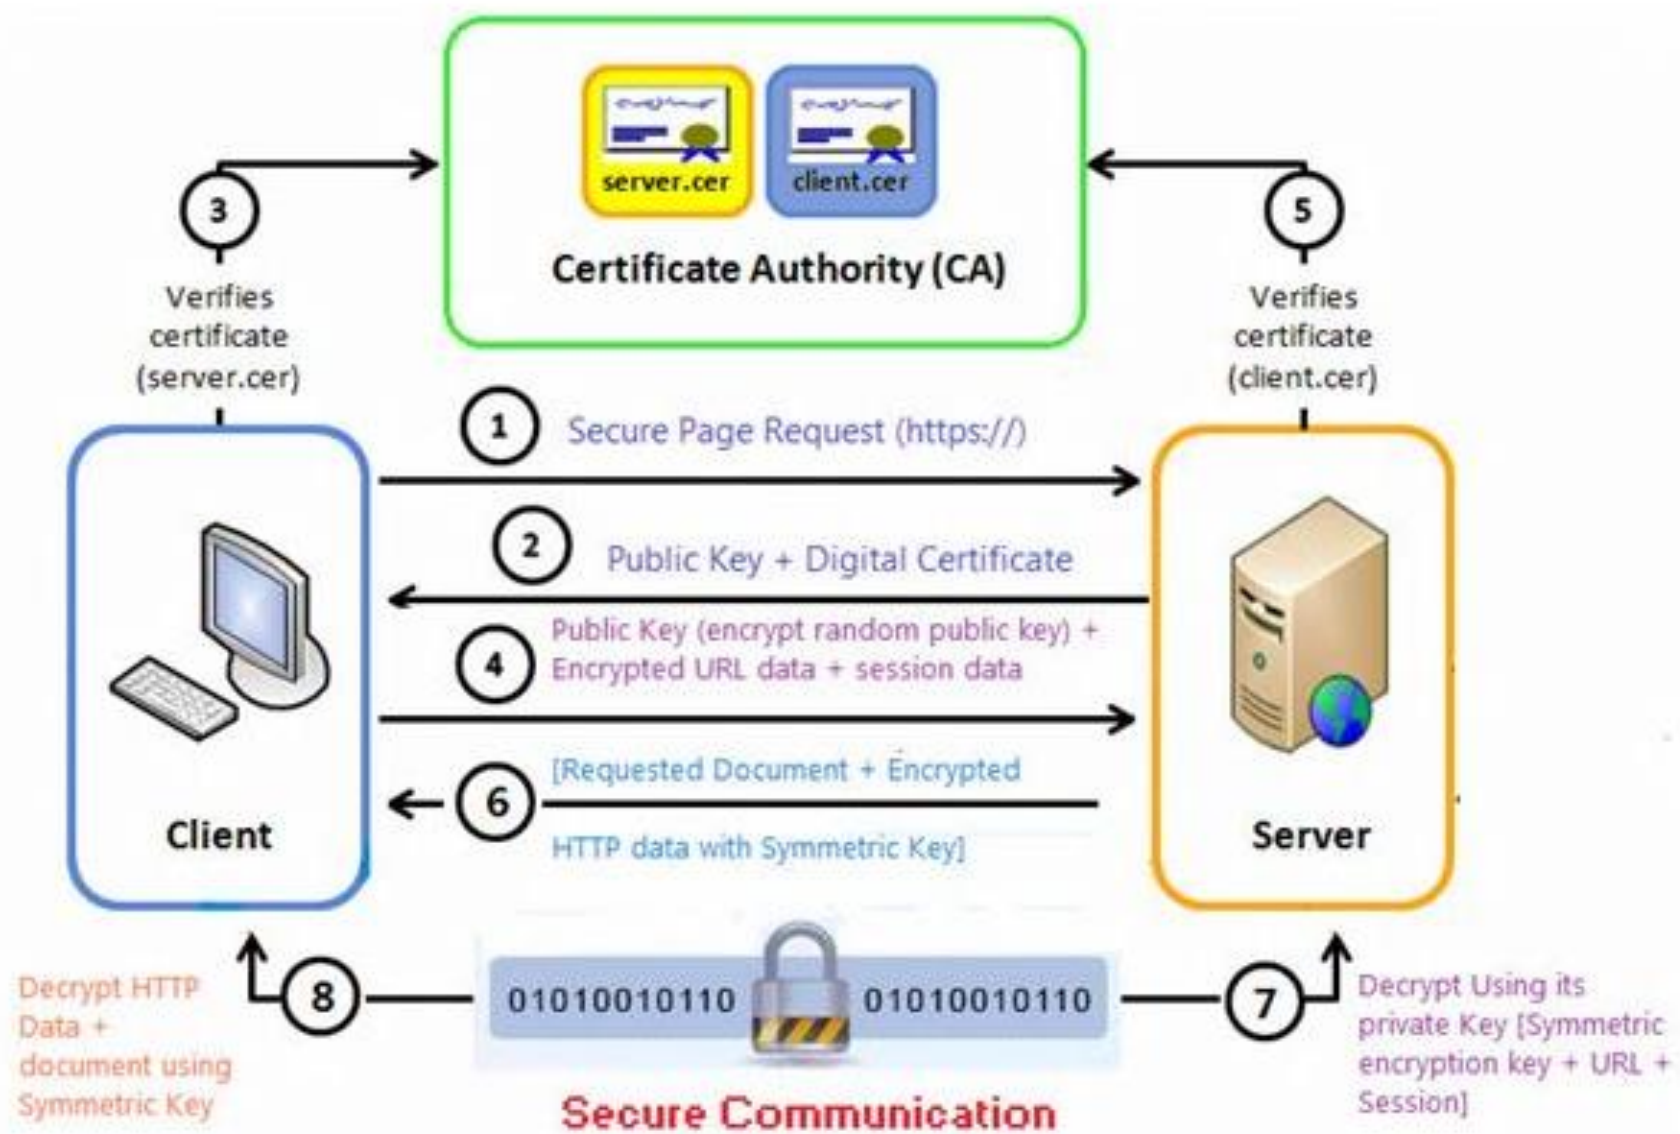 server.cer
client.cer
Certificate Authority (CA)
3
Verifies
certificate
(server.cer)
5
Verifies
certificate
(client.cer)
1
Secure Page Request (https://)
2
Public Key + Digital Certificate
4
Public Key (encrypt random public key) +
Encrypted URL data + session data
6
[Requested Document + Encrypted
HTTP data with Symmetric Key]
Client
Server
8
Decrypt HTTP
Data +
document using
Symmetric Key
01010010110
01010010110
7
Decrypt Using its
private Key [Symmetric
encryption key + URL +
Session]
Secure Communication